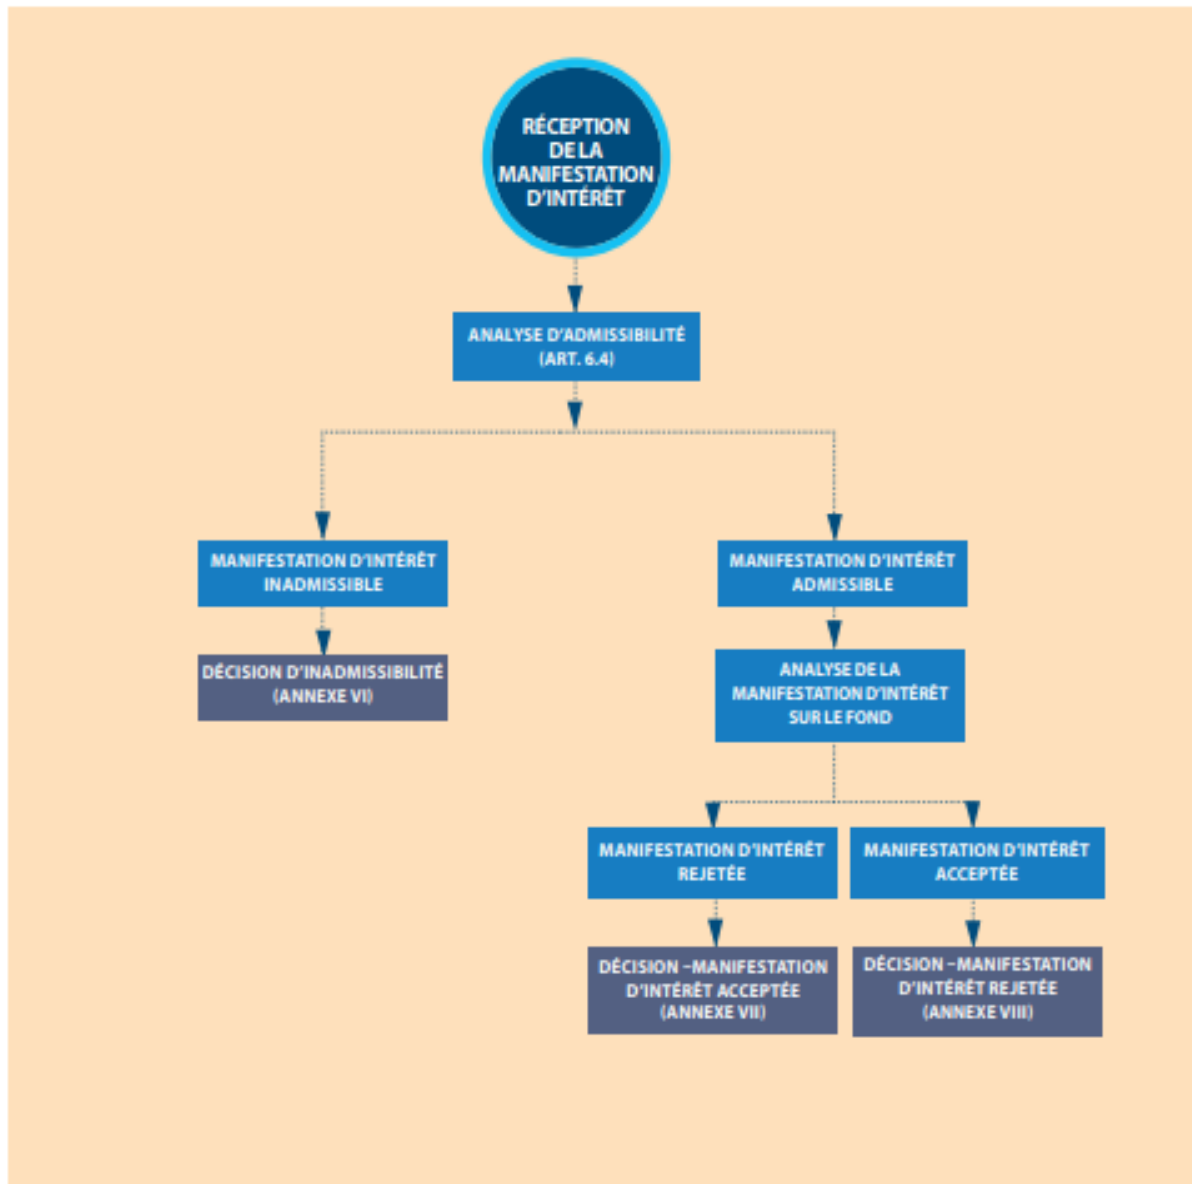 RÉCEPTION
DE LA
MANIFESTATION
D'INTÉRÊT
ANALYSE D'ADMISSIBILITÉ
(ART. 6.4)
MANIFESTATION D'INTÉRÊT
INADMISSIBLE
MANIFESTATION D'INTÉRÊT
ADMISSIBLE
DÉCISION D'INADMISSIBILITÉ
(ANNEXE VI)
ANALYSE DE LA
MANIFESTATION D'INTÉRÊT
SUR LE FOND
MANIFESTATION D'INTÉRÊT
REJETÉE
MANIFESTATION D'INTÉRÊT
ACCEPTÉE
DÉCISION –MANIFESTATION
D'INTÉRÊT ACCEPTÉE
(ANNEXE VII)
DÉCISION –MANIFESTATION
D'INTÉRÊT REJETÉE
(ANNEXE VIII)